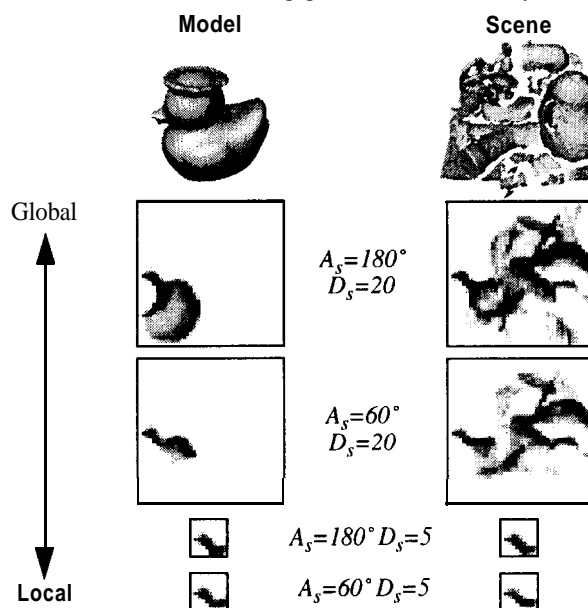 Model Scene
Global
A_s=180°
D_s=20
A_s=60°
D_s=20
A_s=180° D_s=5
Local A_s=60° D_s=5